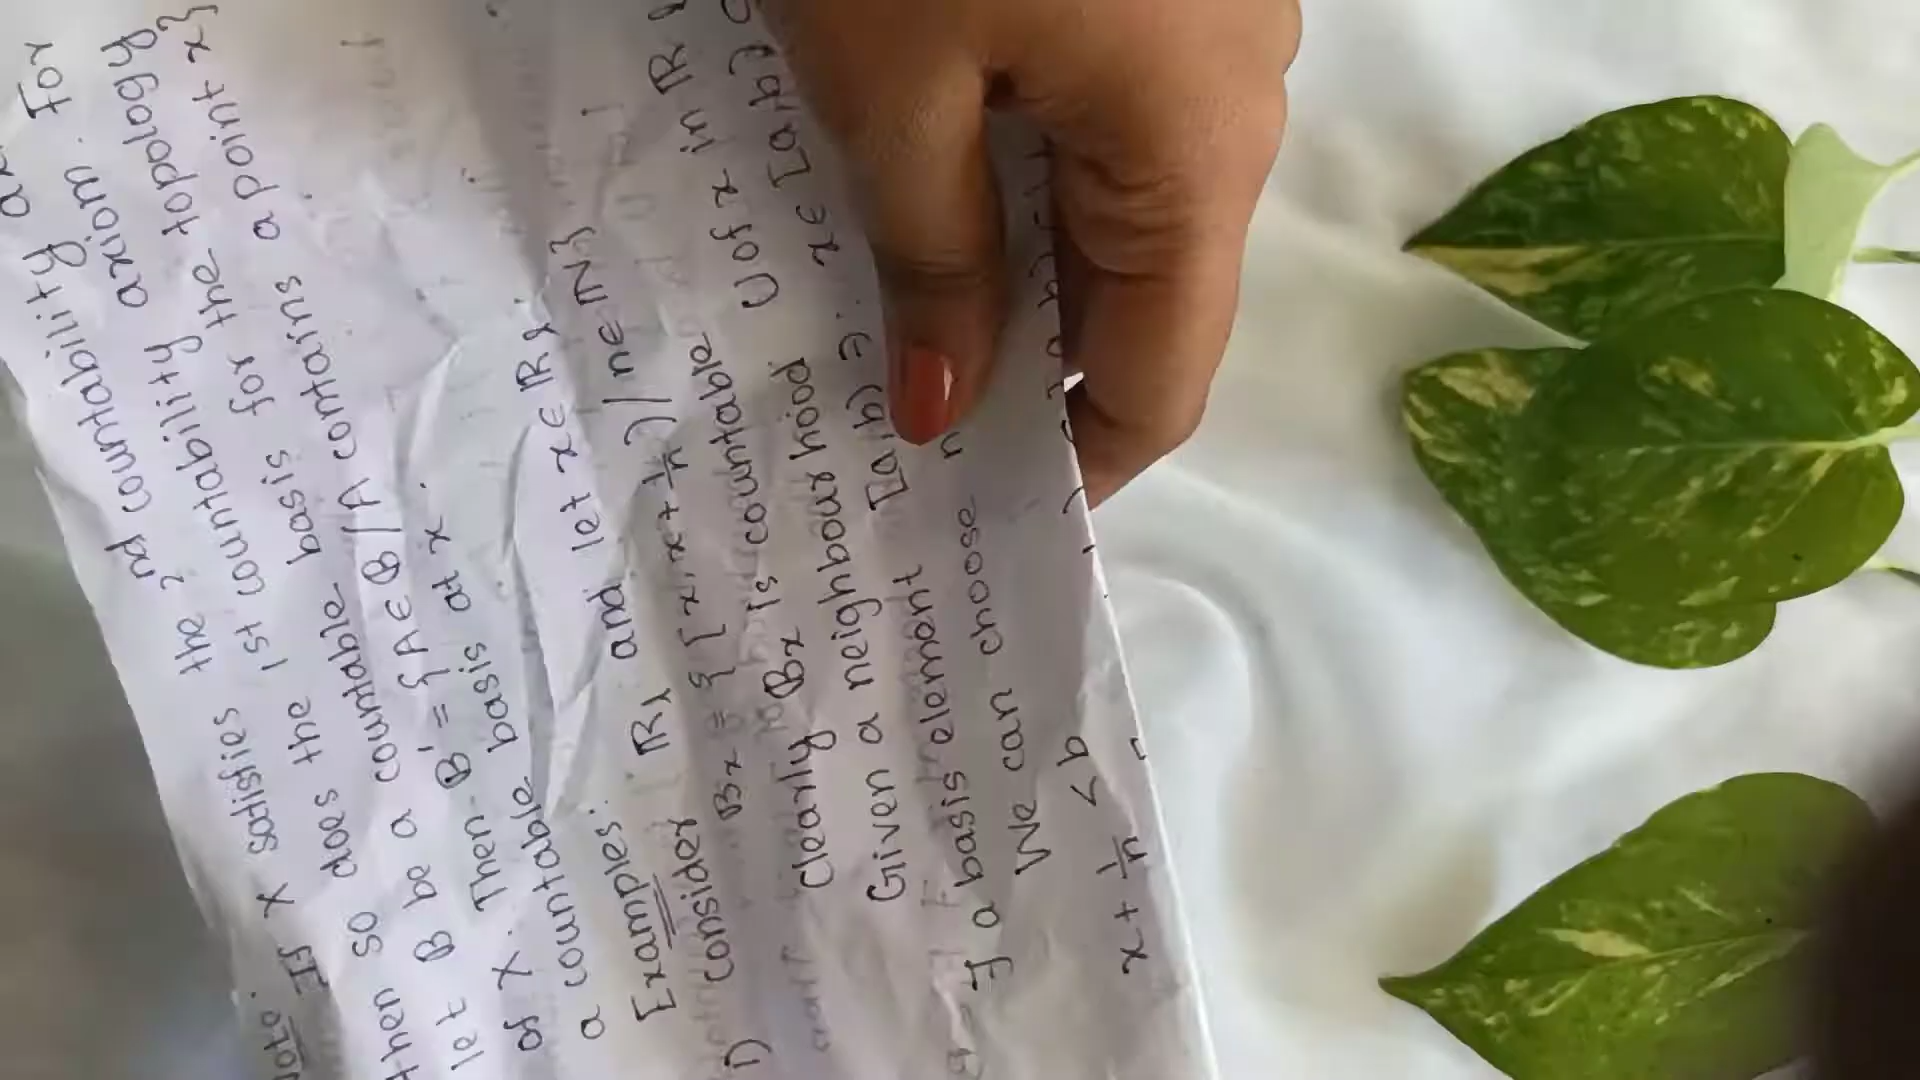 Note: If X satisfies the 2nd countability ax
then so does the 1st countability axiom. For
let B be a countable basis for the topology
of X. Then B' = {A∈B / A contains a point x}
a countable basis at x.
Examples:
1) Consider ℝℓ and let x∈ℝℓ.
Bx = {[x, x+1/n) / n∈ℕ}
Clearly Bx is countable
Given a neighbourhood U of x in ℝℓ
∃ a basis element [a,b) ∋: x∈[a,b)
We can choose n
x + 1/n < b